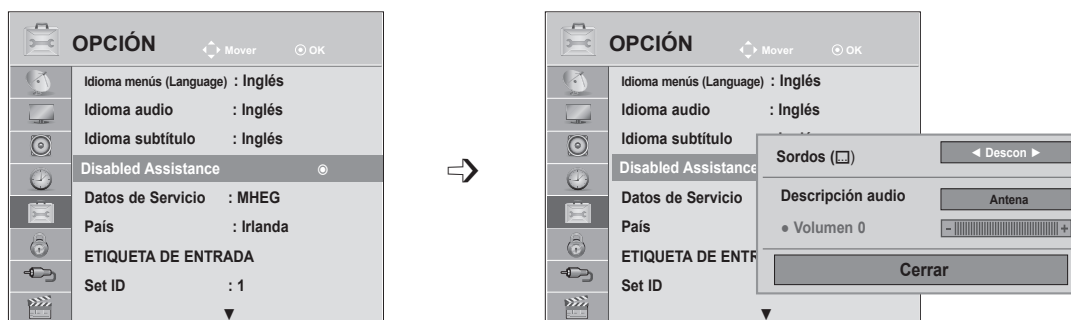 OPCIÓN
Mover
OK
Idioma menús (Language) : Inglés
Idioma audio : Inglés
Idioma subtítulo : Inglés
Disabled Assistance
Datos de Servicio : MHEG
País : Irlanda
ETIQUETA DE ENTRADA
Set ID : 1
OPCIÓN
Mover
OK
Idioma menús (Language) : Inglés
Idioma audio : Inglés
Idioma subtítulo
Disabled Assistance
Datos de Servicio
País
ETIQUETA DE ENTR
Set ID
Sordos ( ) ◄ Descon ►
Descripción audio Antena
● Volumen 0 - +
Cerrar